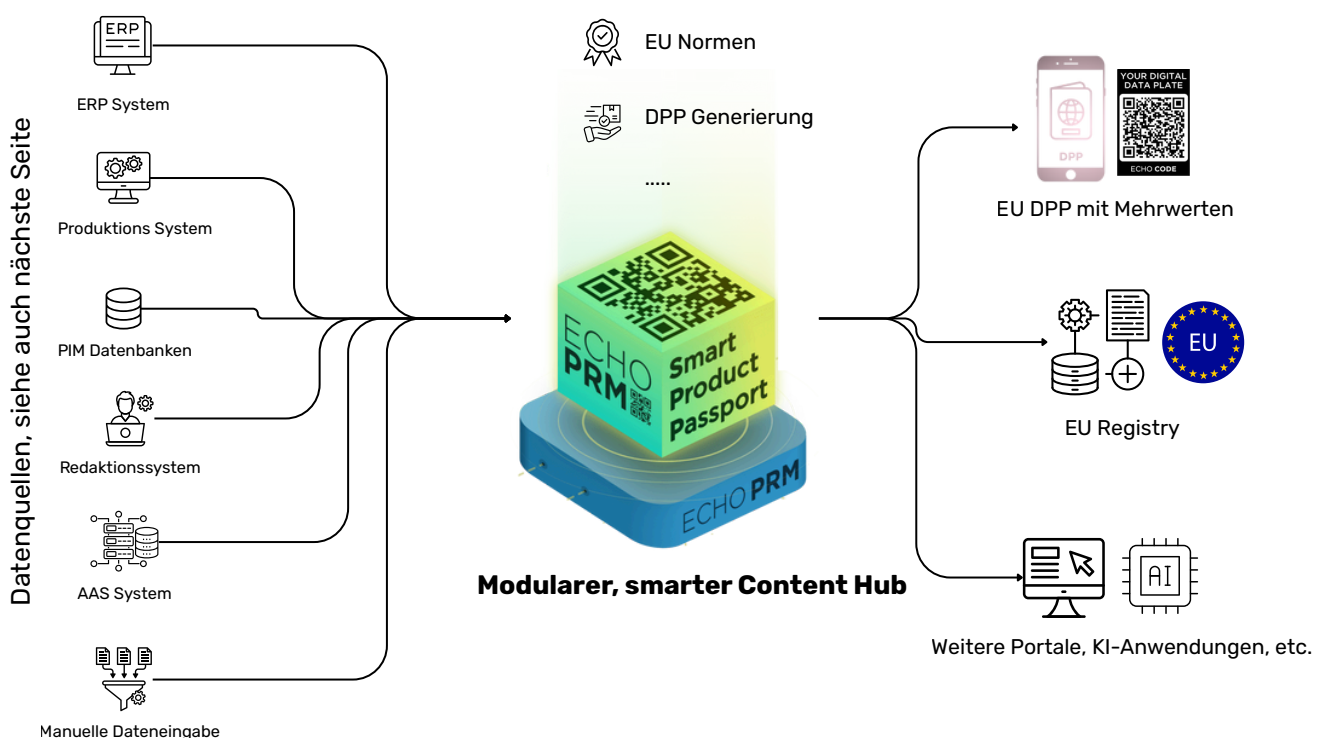 Datenquellen, siehe auch nächste Seite
ERP
ERP System
Produktions System
PIM Datenbanken
Redaktionssystem
AAS System
Manuelle Dateneingabe
EU Normen
DPP Generierung
.....
ECHO
PRM
Smart
Product
Passport
ECHO PRM
Modularer, smarter Content Hub
DPP
YOUR DIGITAL
DATA PLATE
ECHO CODE
EU DPP mit Mehrwerten
EU
EU Registry
AI
Weitere Portale, KI-Anwendungen, etc.